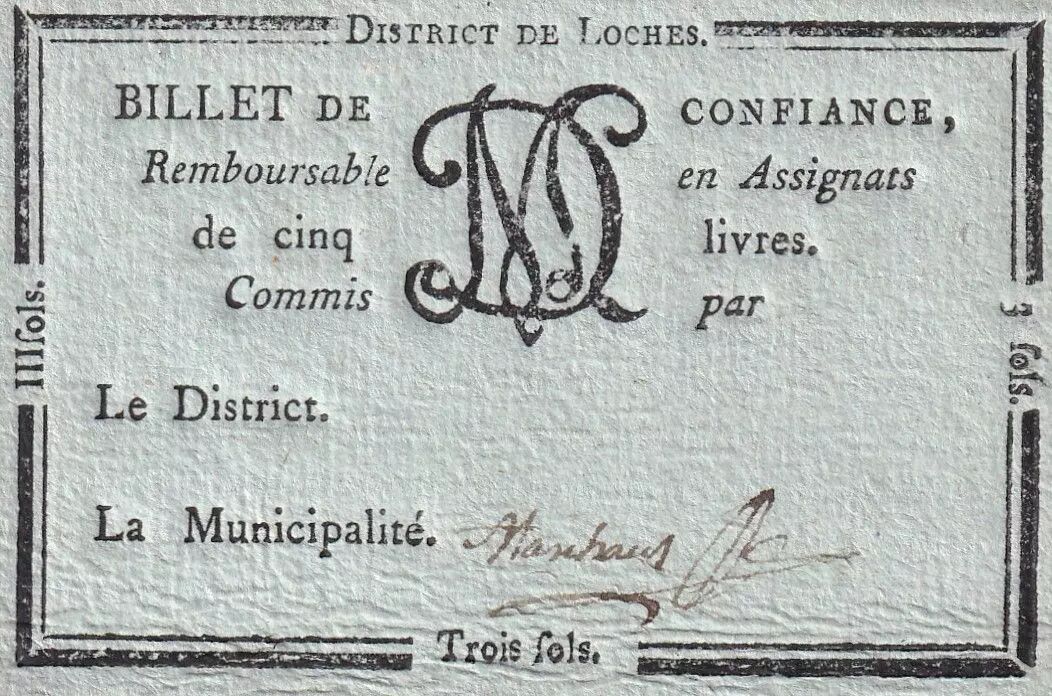 DISTRICT DE LOCHES.
BILLET DE CONFIANCE,
Remboursable en Assignats
de cinq livres.
Commis par
IIIſols.
3 ſols.
Le District.
La Municipalité.
Trois ſols.